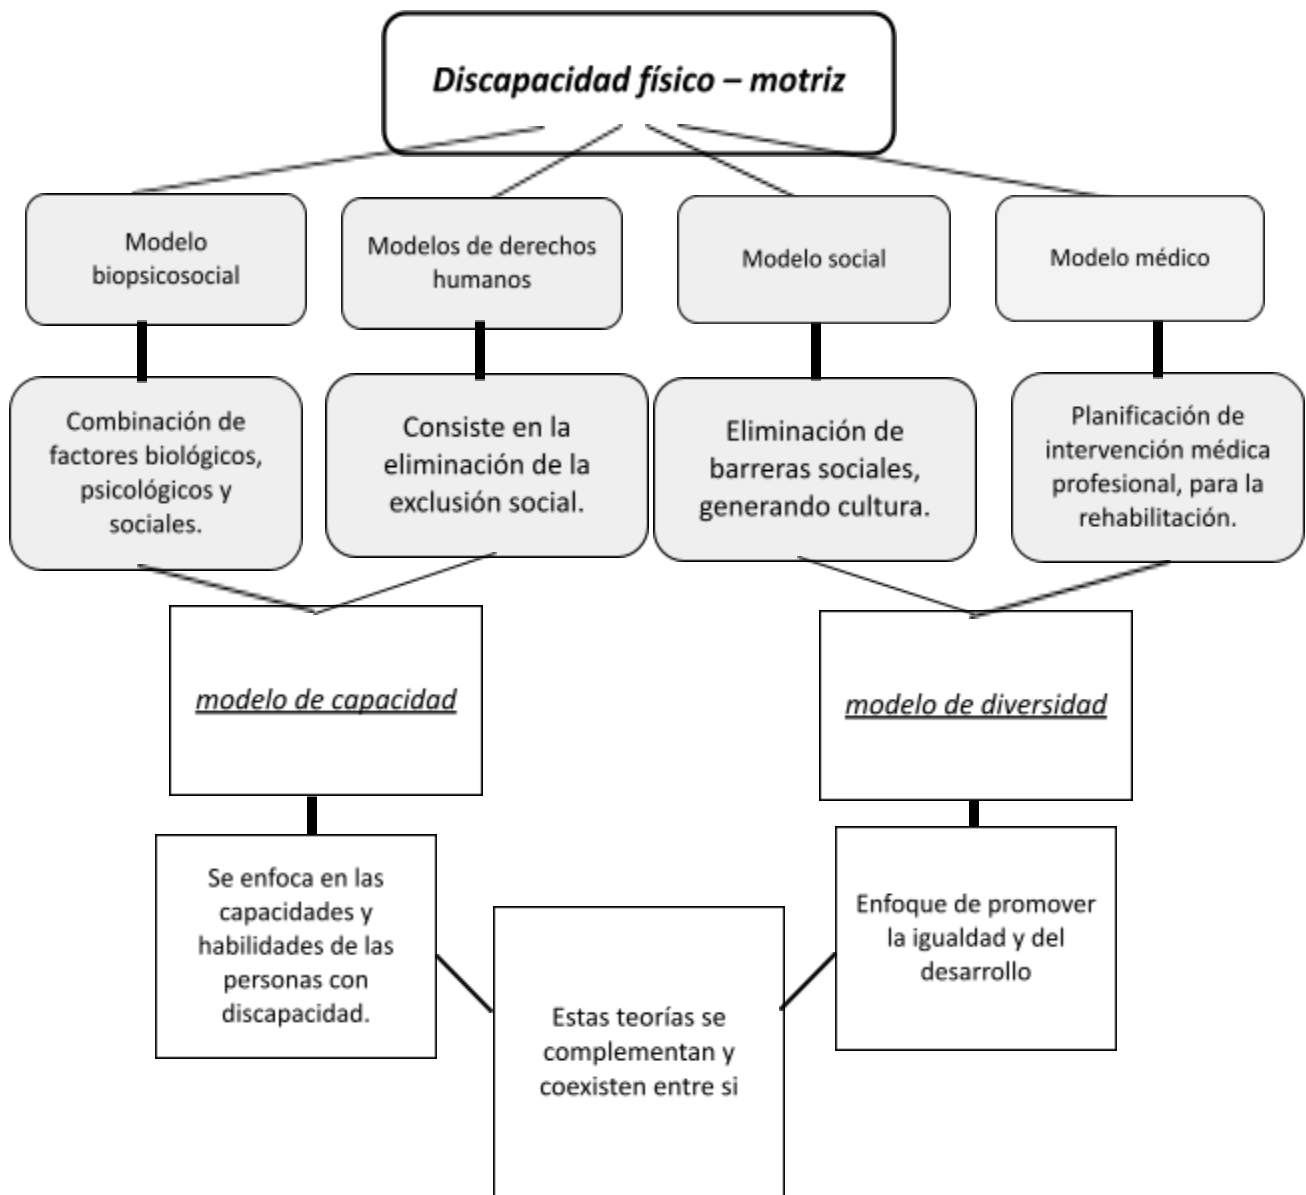 Discapacidad físico – motriz
Modelo
biopsicosocial
Modelos de derechos
humanos
Modelo social
Modelo médico
Combinación de
factores biológicos,
psicológicos y
sociales.
Consiste en la
eliminación de la
exclusión social.
Eliminación de
barreras sociales,
generando cultura.
Planificación de
intervención médica
profesional, para la
rehabilitación.
modelo de capacidad
modelo de diversidad
Se enfoca en las
capacidades y
habilidades de las
personas con
discapacidad.
Enfoque de promover
la igualdad y del
desarrollo
Estas teorías se
complementan y
coexisten entre si